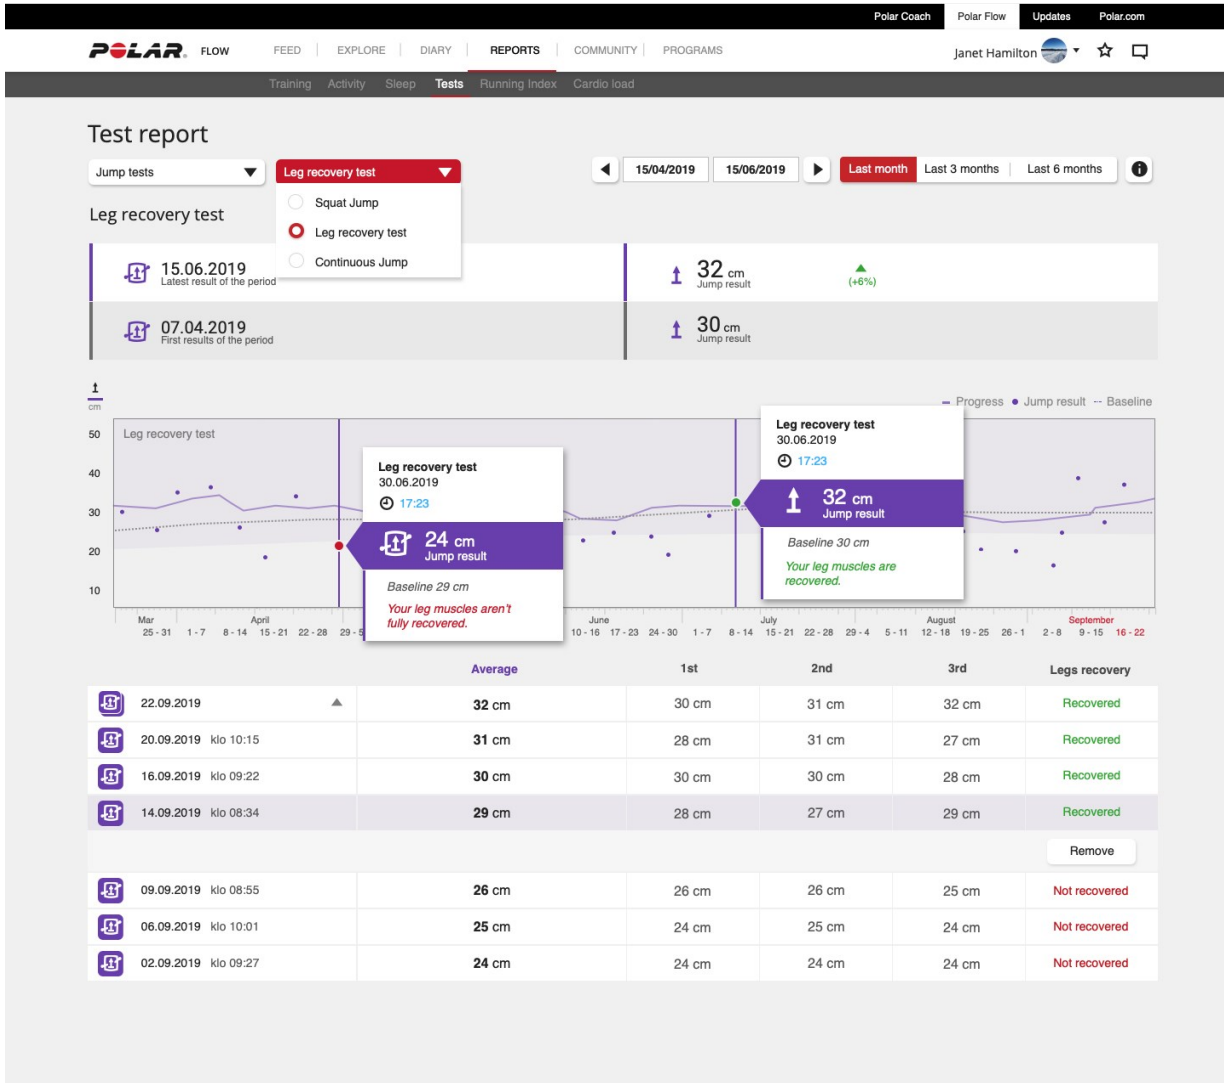 Polar Coach Polar Flow Updates Polar.com
POLAR. FLOW FEED EXPLORE DIARY REPORTS COMMUNITY PROGRAMS Janet Hamilton
Training Activity Sleep Tests Running Index Cardio load
Test report
Jump tests Leg recovery test 15/04/2019 15/06/2019 Last month Last 3 months Last 6 months
Squat Jump
Leg recovery test
Continuous Jump
Leg recovery test
15.06.2019
Latest result of the period
32 cm
Jump result
(+6%)
07.04.2019
First results of the period
30 cm
Jump result
cm
Progress Jump result Baseline
50
40
30
20
10
Leg recovery test
Leg recovery test
30.06.2019
17:23
24 cm
Jump result
Baseline 29 cm
Your leg muscles aren't
fully recovered.
Leg recovery test
30.06.2019
17:23
32 cm
Jump result
Baseline 30 cm
Your leg muscles are
recovered.
Mar April June July August September
25 - 31 1 - 7 8 - 14 15 - 21 22 - 28 29 - 5 10 - 16 17 - 23 24 - 30 1 - 7 8 - 14 15 - 21 22 - 28 29 - 4 5 - 11 12 - 18 19 - 25 26 - 1 2 - 8 9 - 15 16 - 22
Average 1st 2nd 3rd Legs recovery
22.09.2019 32 cm 30 cm 31 cm 32 cm Recovered
20.09.2019 klo 10:15 31 cm 28 cm 31 cm 27 cm Recovered
16.09.2019 klo 09:22 30 cm 30 cm 30 cm 28 cm Recovered
14.09.2019 klo 08:34 29 cm 28 cm 27 cm 29 cm Recovered
Remove
09.09.2019 klo 08:55 26 cm 26 cm 26 cm 25 cm Not recovered
06.09.2019 klo 10:01 25 cm 24 cm 25 cm 24 cm Not recovered
02.09.2019 klo 09:27 24 cm 24 cm 24 cm 24 cm Not recovered